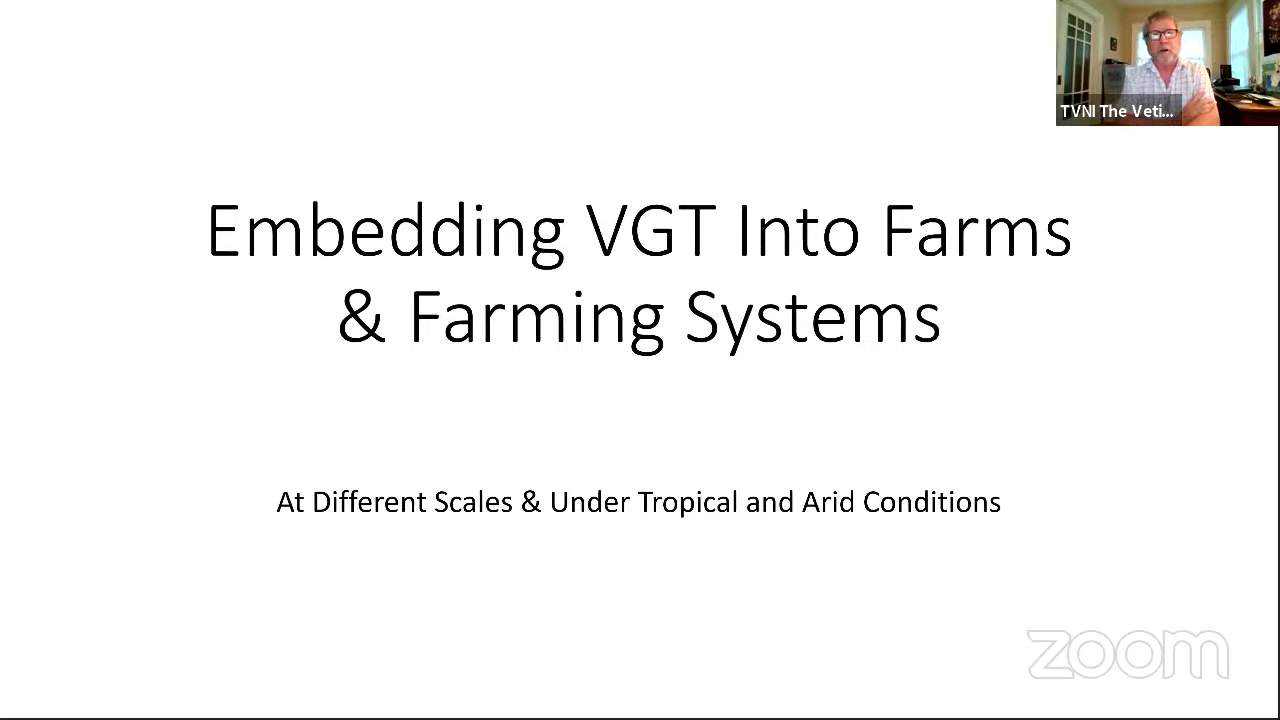 TVNI The Veti...
Embedding VGT Into Farms
& Farming Systems
At Different Scales & Under Tropical and Arid Conditions
zoom